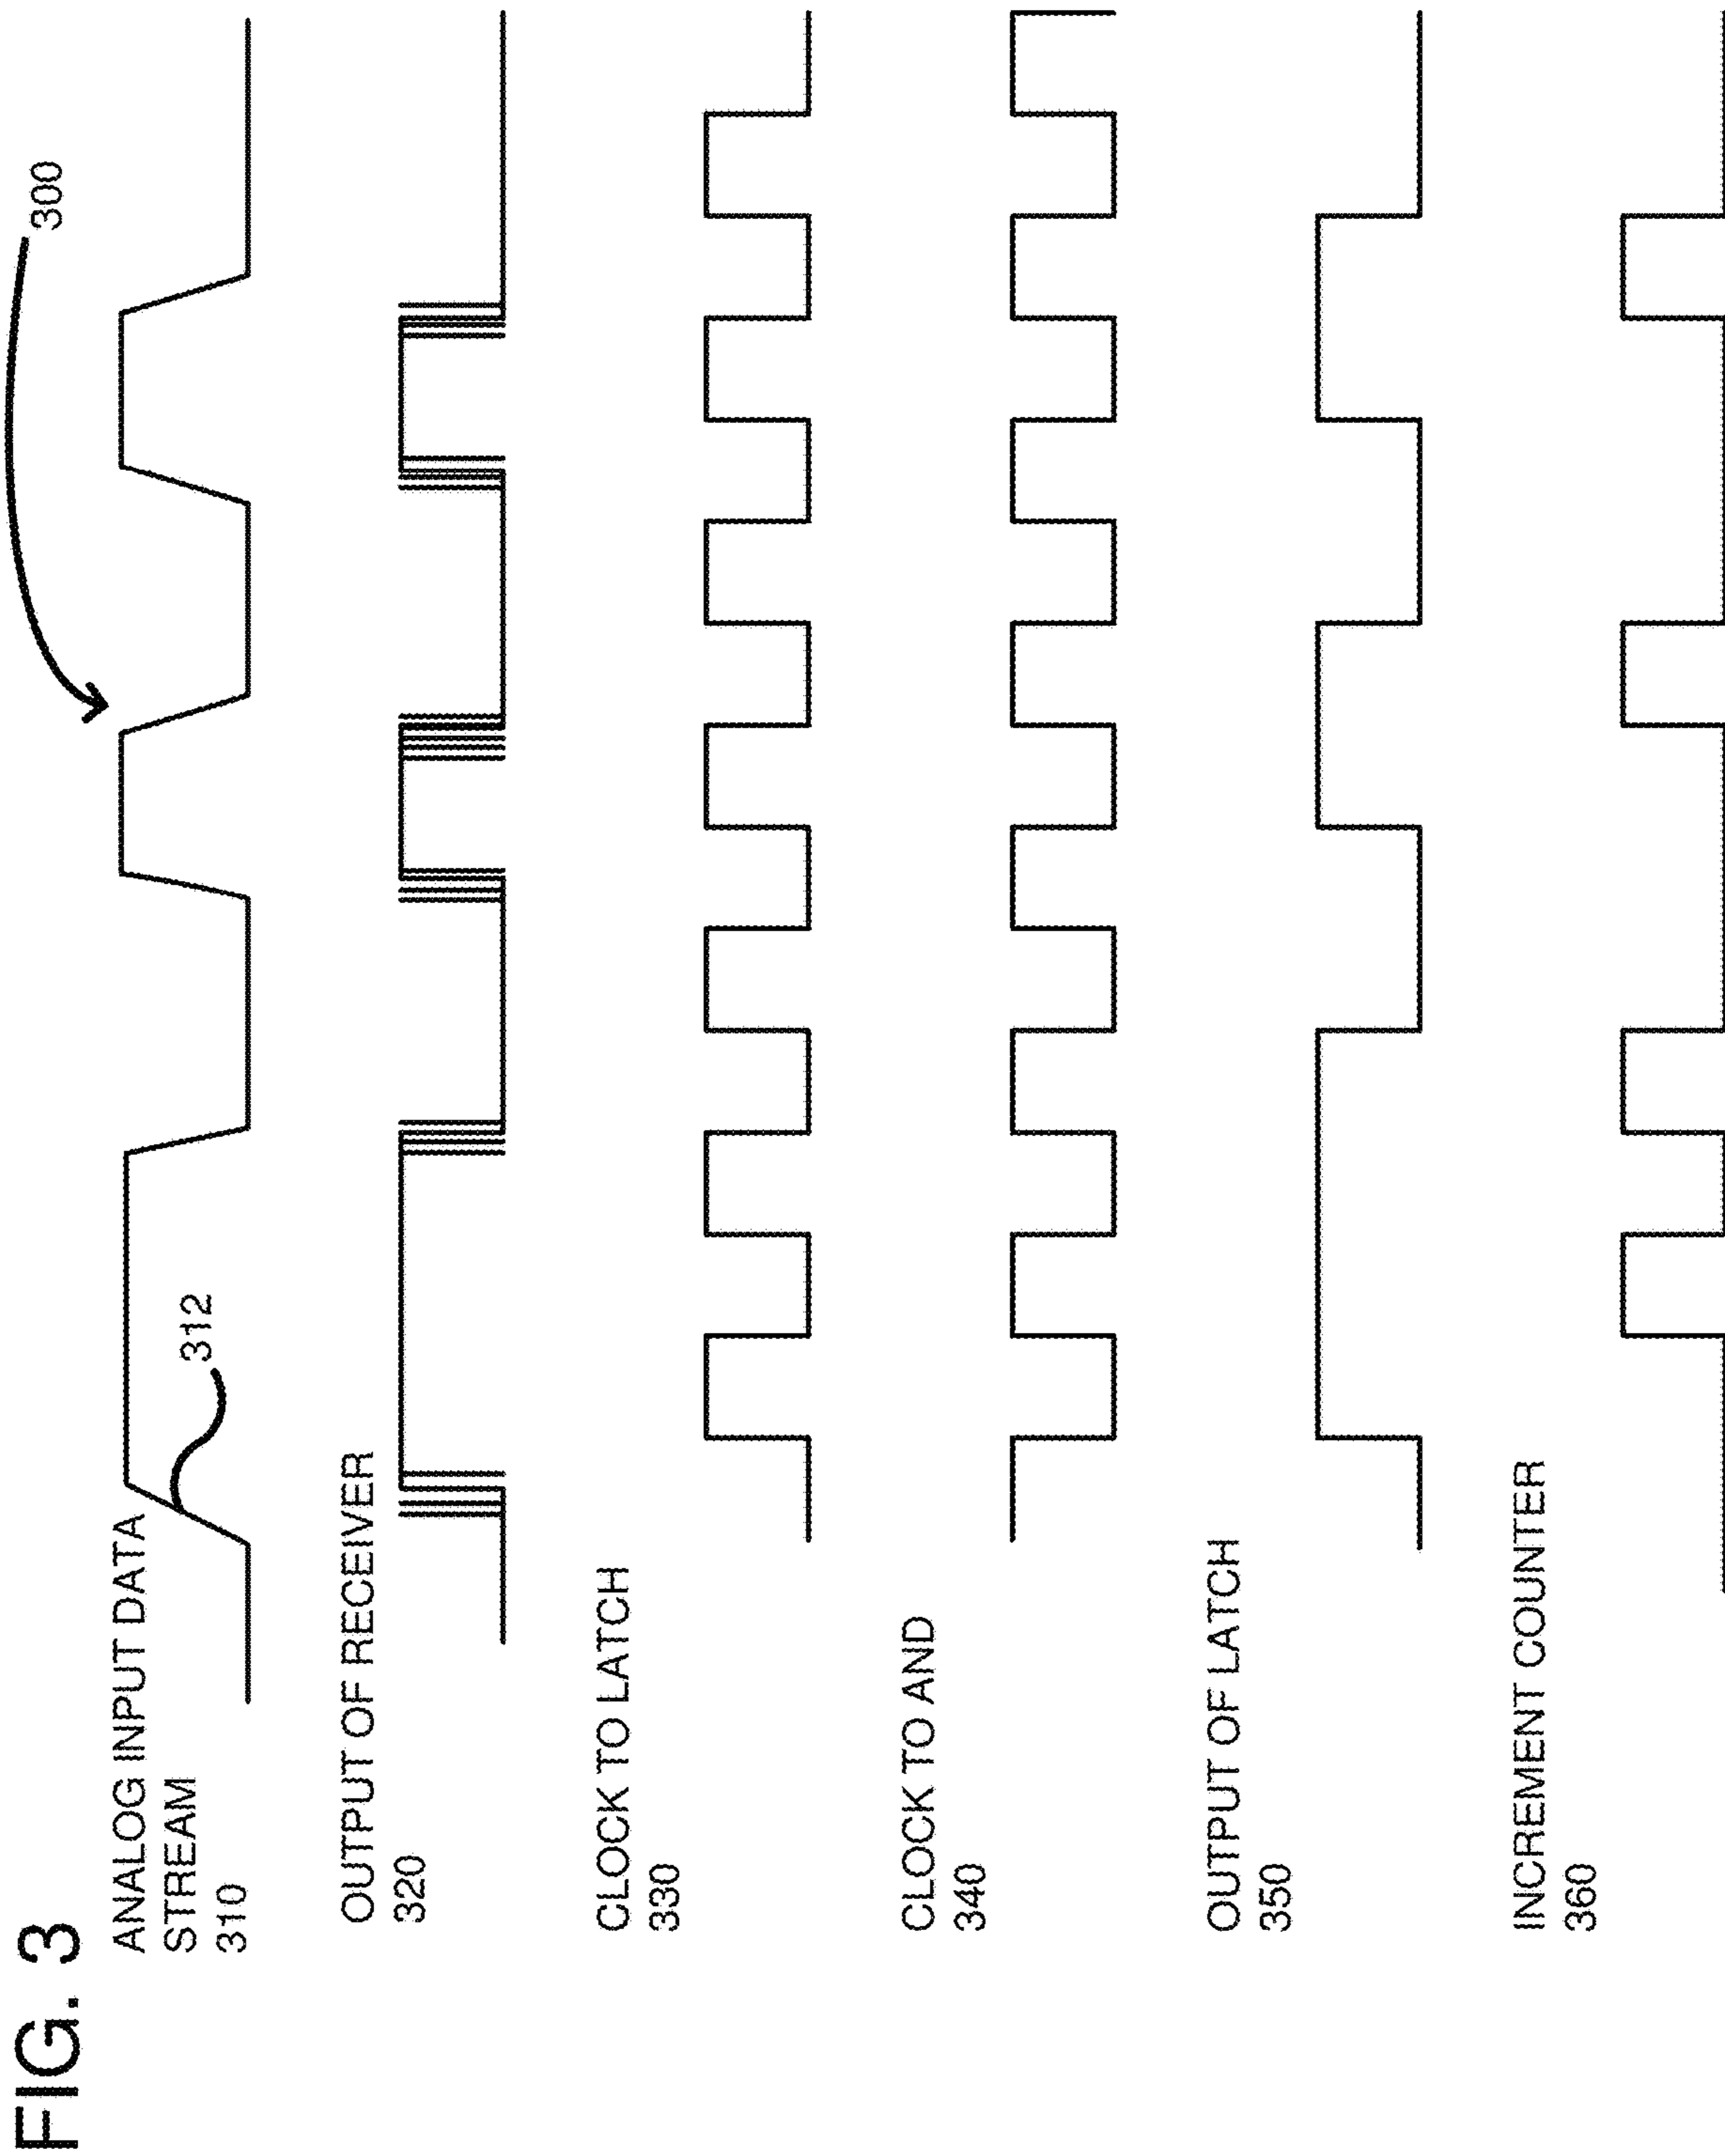 FIG. 3
300
ANALOG INPUT DATA
STREAM
310
312
OUTPUT OF RECEIVER
320
CLOCK TO LATCH
330
CLOCK TO AND
340
OUTPUT OF LATCH
350
INCREMENT COUNTER
360